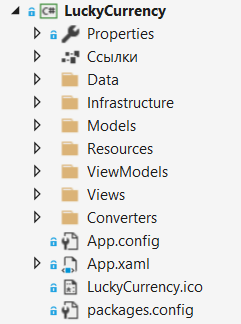 LuckyCurrency
Properties
Ссылки
Data
Infrastructure
Models
Resources
ViewModels
Views
Converters
App.config
App.xaml
LuckyCurrency.ico
packages.config